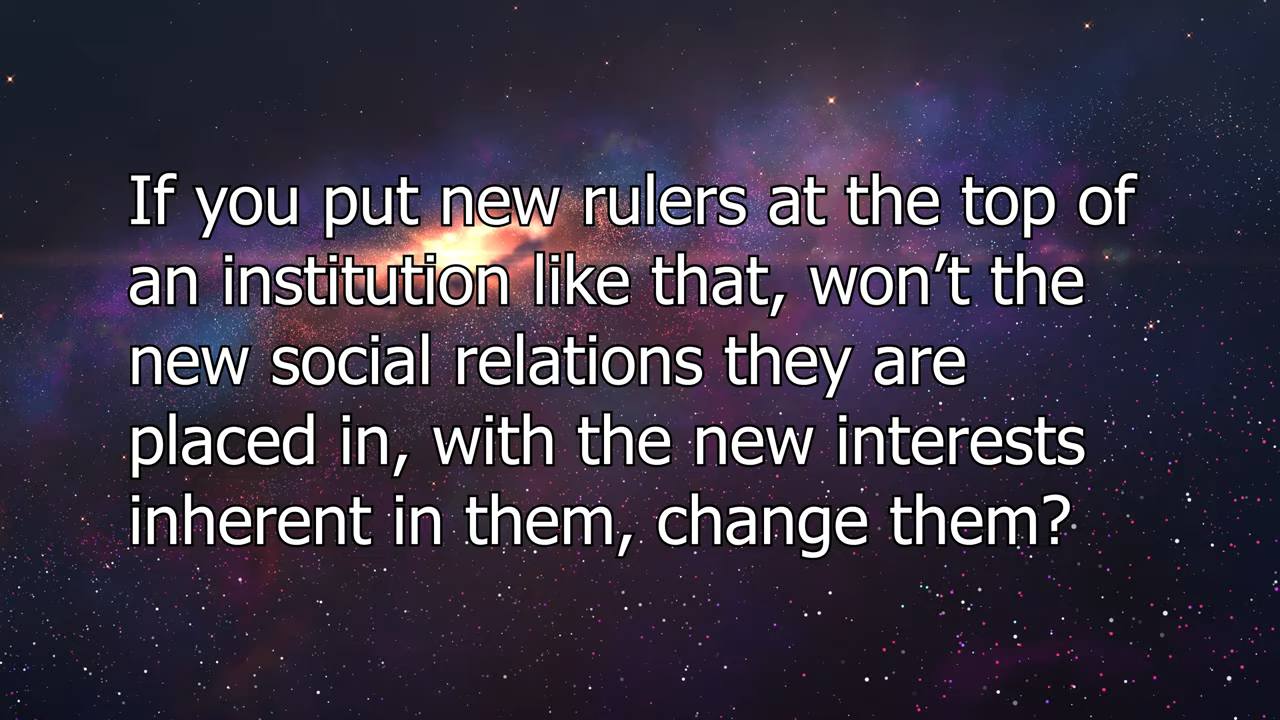 If you put new rulers at the top of
an institution like that, won’t the
new social relations they are
placed in, with the new interests
inherent in them, change them?